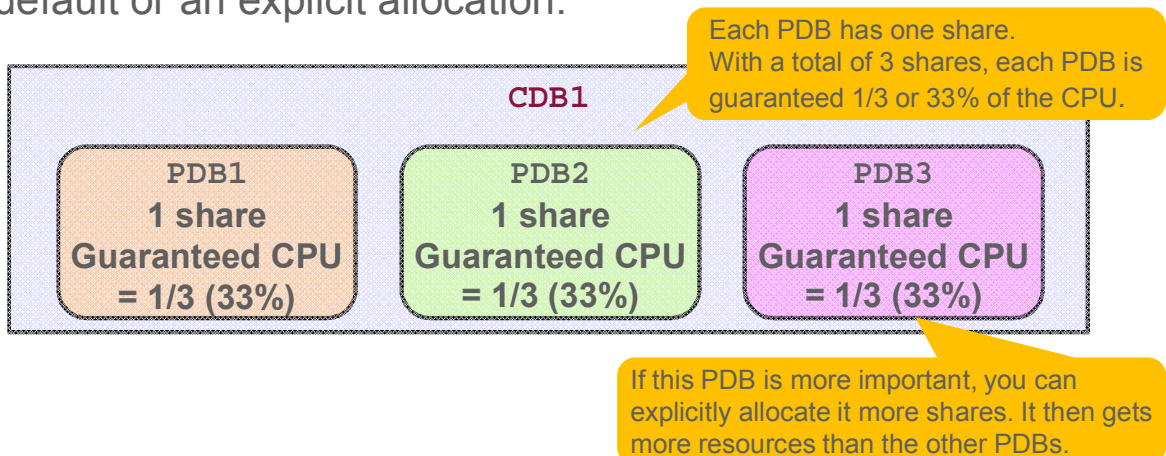 default or an explicit allocation.
Each PDB has one share.
With a total of 3 shares, each PDB is
guaranteed 1/3 or 33% of the CPU.
CDB1
PDB1
1 share
Guaranteed CPU
= 1/3 (33%)
PDB2
1 share
Guaranteed CPU
= 1/3 (33%)
PDB3
1 share
Guaranteed CPU
= 1/3 (33%)
If this PDB is more important, you can
explicitly allocate it more shares. It then gets
more resources than the other PDBs.